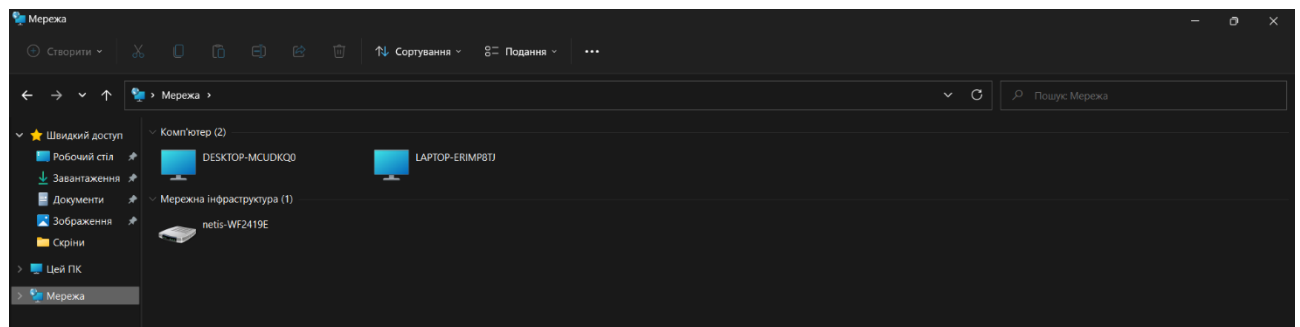 Мережа
Створити
Сортування
Подання
Мережа
Пошук: Мережа
Швидкий доступ
Робочий стіл
Завантаження
Документи
Зображення
Скріни
Цей ПК
Мережа
Комп'ютер (2)
DESKTOP-MCUDKQ0
LAPTOP-ERIMP8TJ
Мережна інфраструктура (1)
netis-WF2419E